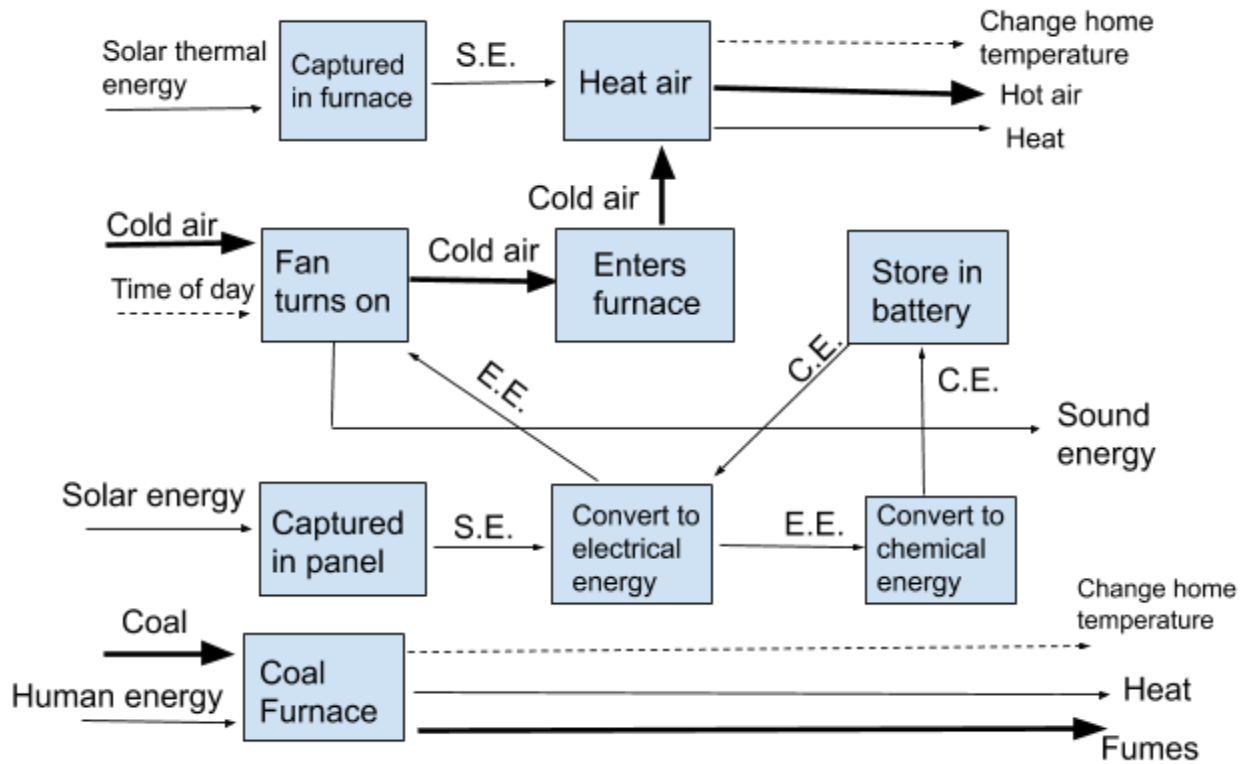 Solar thermal
energy
Captured
in furnace
S.E.
Heat air
Change home
temperature
Hot air
Heat
Cold air
Cold air
Time of day
Fan
turns on
Cold air
Enters
furnace
Store in
battery
E.E.
C.E.
C.E.
Sound
energy
Solar energy
Captured
in panel
S.E.
Convert to
electrical
energy
E.E.
Convert to
chemical
energy
Change home
temperature
Coal
Human energy
Coal
Furnace
Heat
Fumes